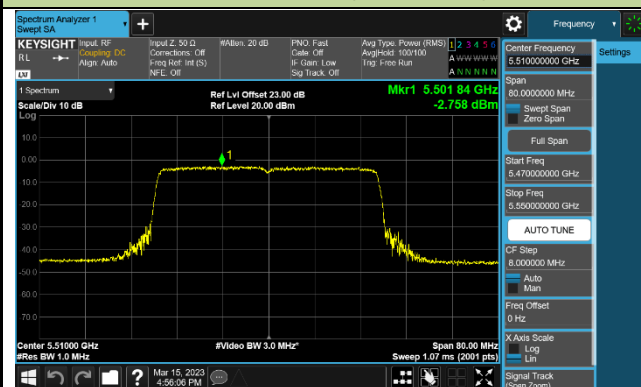 Spectrum Analyzer 1
Swept SA
Frequency
KEYSIGHT
RL
LXI
Input: RF
Coupling: DC
Align: Auto
Input Z: 50 Ω
Corrections: Off
Freq Ref: Int (S)
NFE: Off
#Atten: 20 dB
PNO: Fast
Gate: Off
IF Gain: Low
Sig Track: Off
Avg Type: Power (RMS)
Avg|Hold: 100/100
Trig: Free Run
1 2 3 4 5 6
A W W W W W
A N N N N N
1 Spectrum
Scale/Div 10 dB
Log
Ref Lvl Offset 23.00 dB
Ref Level 20.00 dBm
Mkr1 5.501 84 GHz
-2.758 dBm
1
10.0
0.00
10.0
20.0
30.0
40.0
-50.0
60.0
70.0
Center 5.51000 GHz
#Res BW 1.0 MHz
#Video BW 3.0 MHz*
Span 80.00 MHz
Sweep 1.07 ms (2001 pts)
Mar 15, 2023
4:56:06 PM
Center Frequency
5.510000000 GHz
Span
80.0000000 MHz
Swept Span
Zero Span
Full Span
Start Freq
5.470000000 GHz
Stop Freq
5.550000000 GHz
AUTO TUNE
CF Step
8.000000 MHz
Auto
Man
Freq Offset
0 Hz
X Axis Scale
Log
Lin
Signal Track
(Span Zoom)
Settings